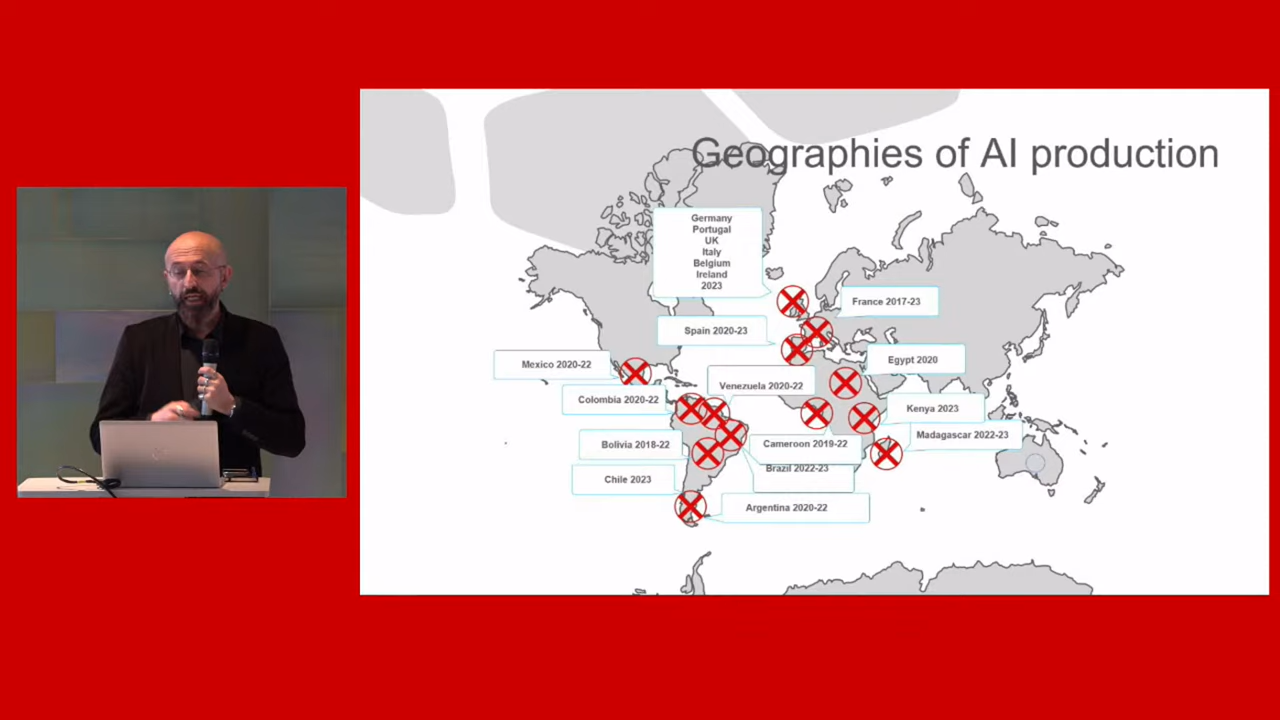 Geographies of AI production
Germany
Portugal
UK
Italy
Belgium
Ireland
2023
France 2017-23
Spain 2020-23
Egypt 2020
Mexico 2020-22
Venezuela 2020-22
Colombia 2020-22
Kenya 2023
Madagascar 2022-23
Bolivia 2018-22
Cameroon 2019-22
Brazil 2022-23
Chile 2023
Argentina 2020-22